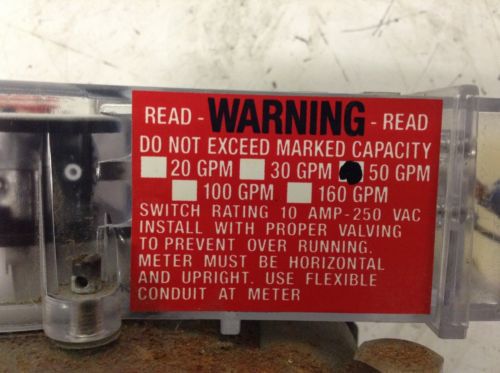 READ - WARNING - READ
DO NOT EXCEED MARKED CAPACITY
20 GPM 30 GPM 50 GPM
100 GPM 160 GPM
SWITCH RATING 10 AMP-250 VAC
INSTALL WITH PROPER VALVING
TO PREVENT OVER RUNNING.
METER MUST BE HORIZONTAL
AND UPRIGHT. USE FLEXIBLE
CONDUIT AT METER